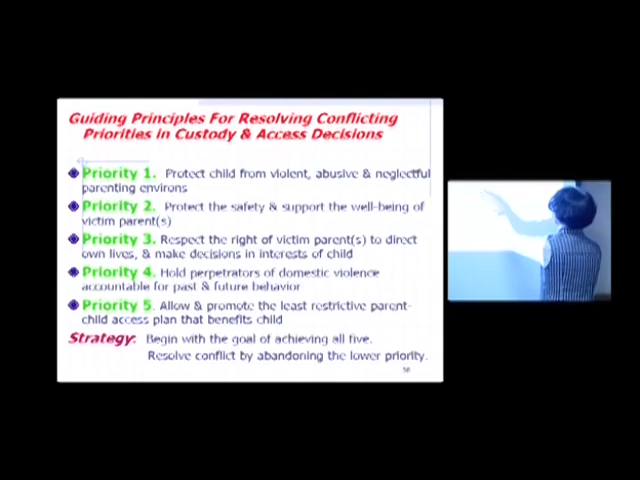 Guiding Principles For Resolving Conflicting
Priorities in Custody & Access Decisions
Priority 1. Protect child from violent, abusive & neglectful
parenting environs
Priority 2. Protect the safety & support the well-being of
victim parent(s)
Priority 3. Respect the right of victim parent(s) to direct
own lives, & make decisions in interests of child
Priority 4. Hold perpetrators of domestic violence
accountable for past & future behavior
Priority 5. Allow & promote the least restrictive parent-
child access plan that benefits child
Strategy: Begin with the goal of achieving all five.
Resolve conflict by abandoning the lower priority.